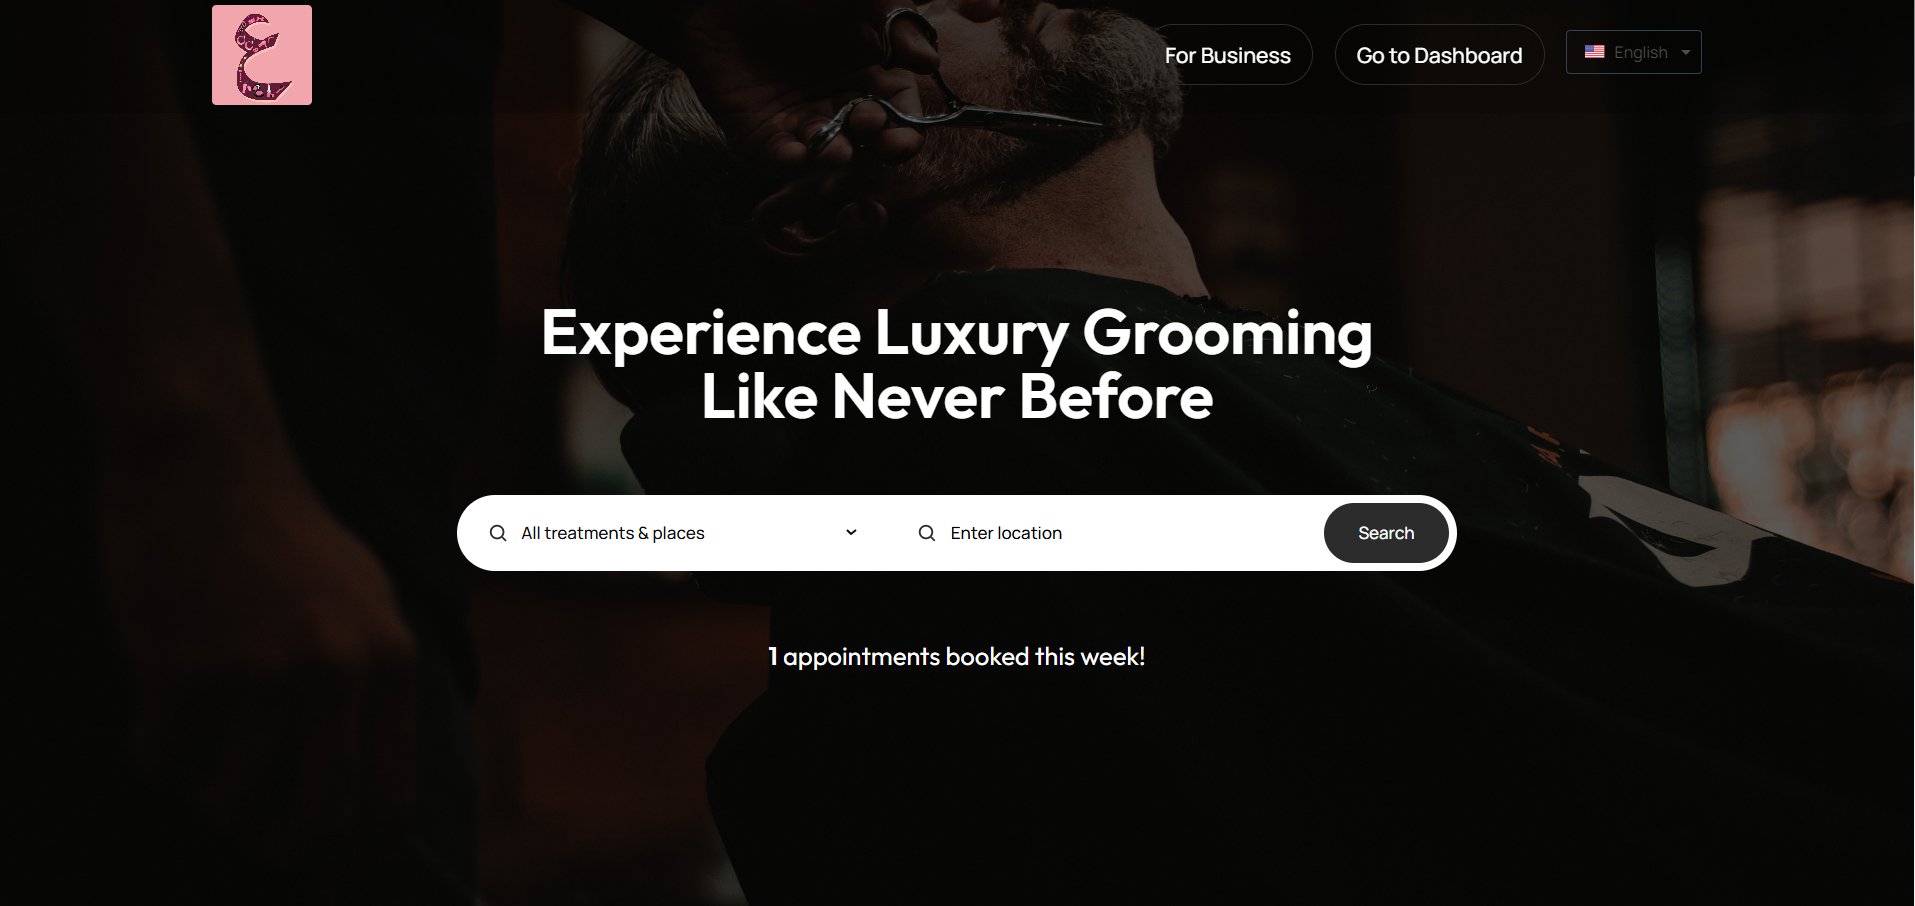 For Business
Go to Dashboard
English
Experience Luxury Grooming
Like Never Before
All treatments & places
Enter location
Search
1 appointments booked this week!